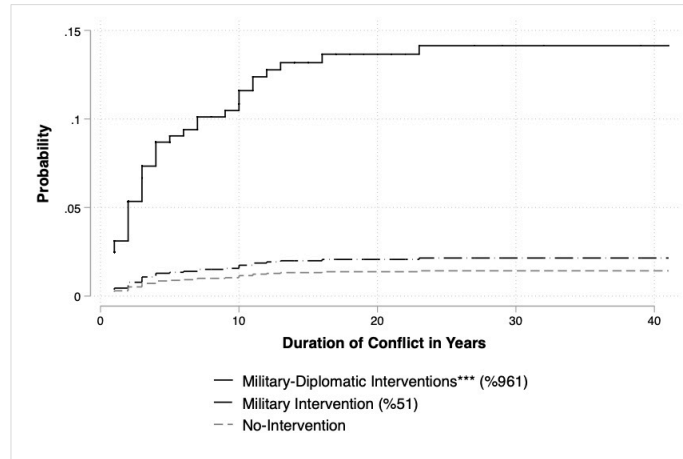 .15
.1
.05
0
Probability
0
10
20
30
40
Duration of Conflict in Years
Military-Diplomatic Interventions*** (%961)
Military Intervention (%51)
No-Intervention